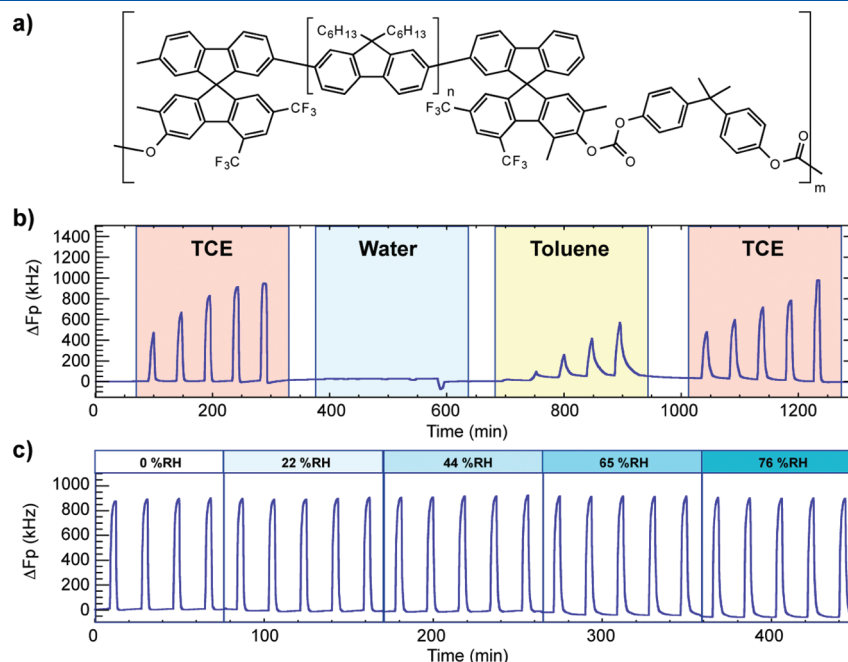 a)
C6H13 C6H13
n
CF3
F3C
F3C
CF3
O
O
O
O
O
O
m
b)
TCE Water Toluene TCE
ΔFp (kHz)
1400
1200
1000
800
600
400
200
0
0 200 400 600 800 1000 1200
Time (min)
c)
0 %RH 22 %RH 44 %RH 65 %RH 76 %RH
ΔFp (kHz)
1000
800
600
400
200
0
0 100 200 300 400
Time (min)